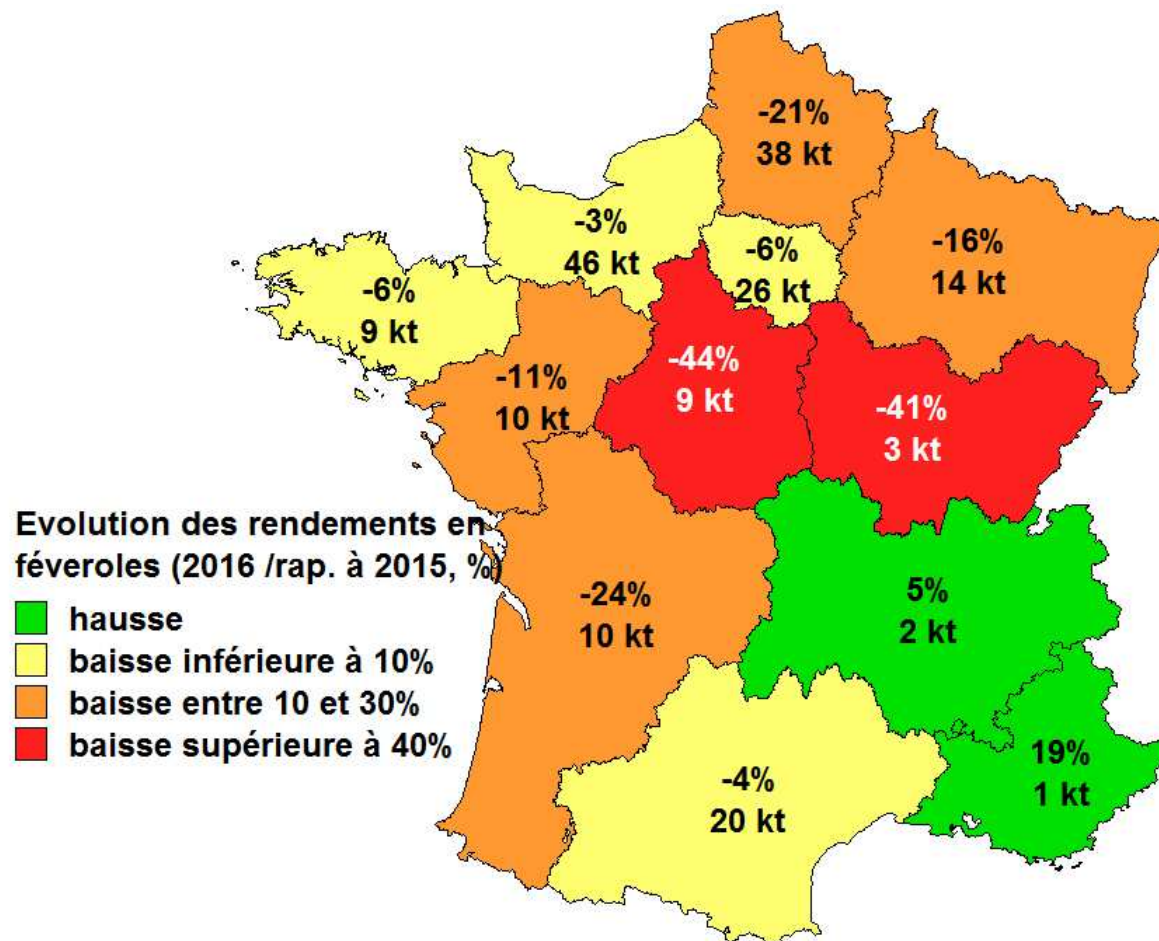 -21%
38 kt
-3%
46 kt
-6%
26 kt
-16%
14 kt
-6%
9 kt
-44%
9 kt
-11%
10 kt
-41%
3 kt
Evolution des rendements en
féveroles (2016 /rap. à 2015, %)
hausse
baisse inférieure à 10%
baisse entre 10 et 30%
baisse supérieure à 40%
-24%
10 kt
5%
2 kt
-4%
20 kt
19%
1 kt